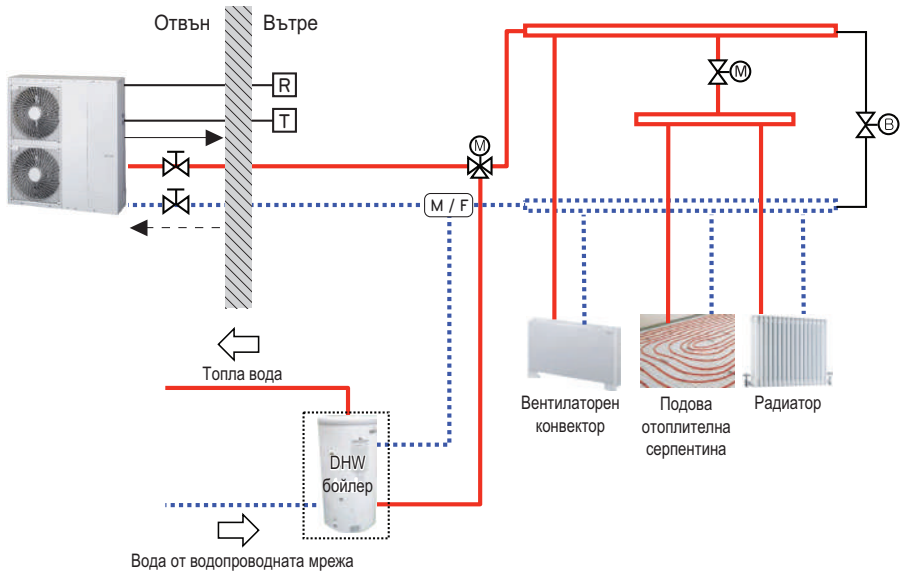 Отвън
Вътре
R
T
M
M
B
M / F
Топла вода
DHW
бойлер
Вода от водопроводната мрежа
Вентилаторен
конвектор
Подова
отоплителна
серпентина
Радиатор